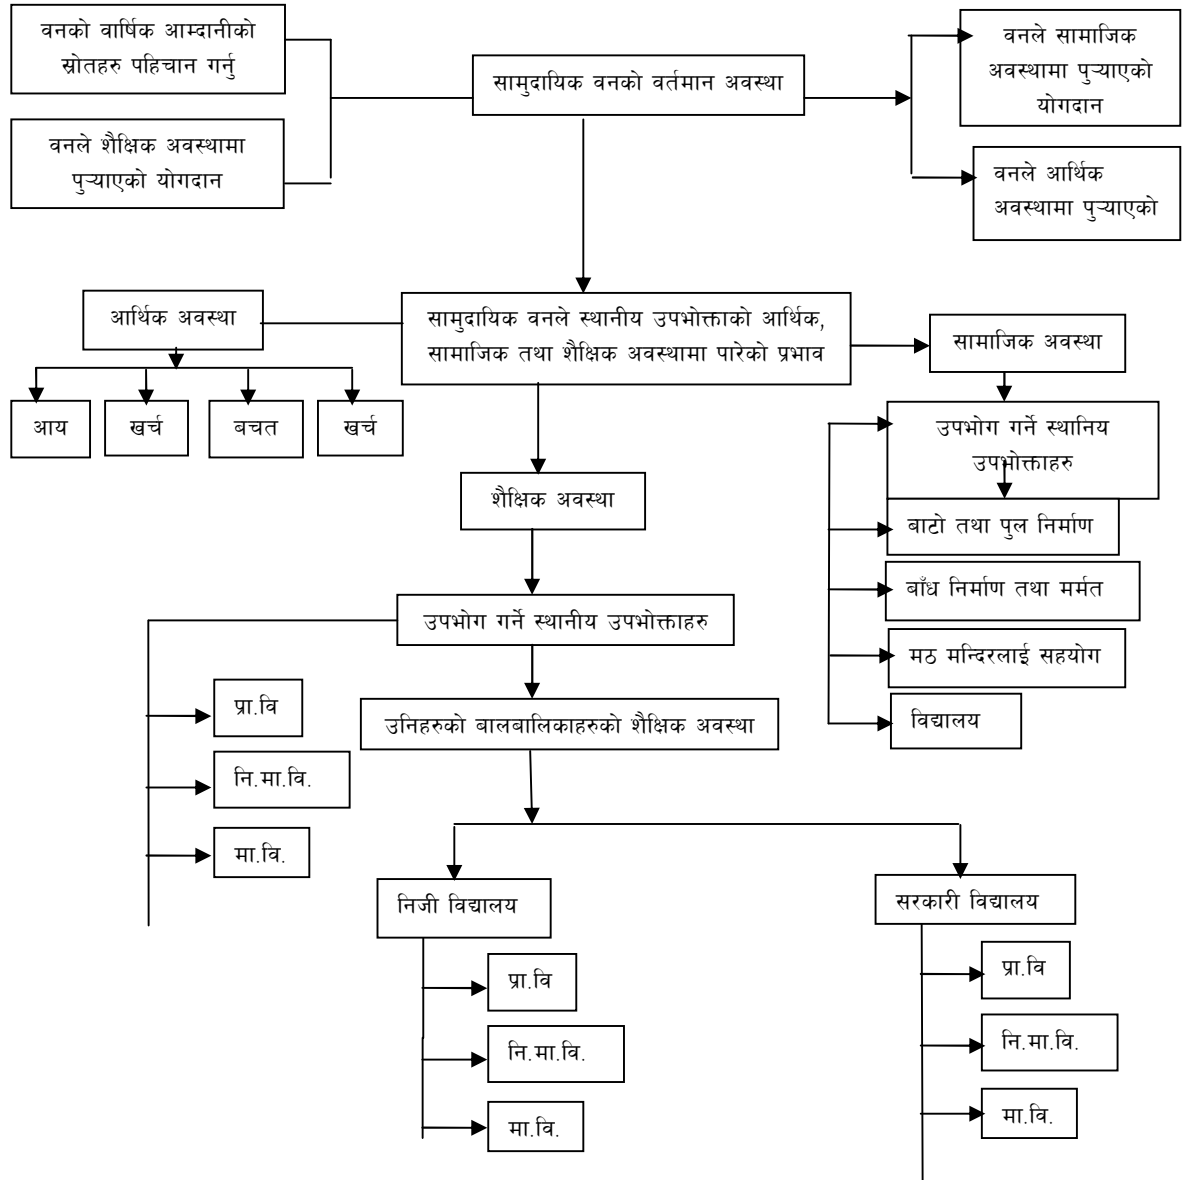 वनको वार्षिक आम्दानीको
स्रोतहरु पहिचान गर्नु
सामुदायिक वनको वर्तमान अवस्था
वनले सामाजिक
अवस्थामा पुऱ्याएको
योगदान
वनले शैक्षिक अवस्थामा
पुऱ्याएको योगदान
वनले आर्थिक
अवस्थामा पुऱ्याएको
आर्थिक अवस्था
सामुदायिक वनले स्थानीय उपभोक्ताको आर्थिक,
सामाजिक तथा शैक्षिक अवस्थामा पारेको प्रभाव
सामाजिक अवस्था
आय
खर्च
बचत
खर्च
उपभोग गर्ने स्थानिय
उपभोक्ताहरु
शैक्षिक अवस्था
बाटो तथा पुल निर्माण
बाँध निर्माण तथा मर्मत
उपभोग गर्ने स्थानीय उपभोक्ताहरु
मठ मन्दिरलाई सहयोग
प्रा.वि
उनिहरुको बालबालिकाहरुको शैक्षिक अवस्था
विद्यालय
नि.मा.वि.
मा.वि.
निजी विद्यालय
सरकारी विद्यालय
प्रा.वि
प्रा.वि
नि.मा.वि.
नि.मा.वि.
मा.वि.
मा.वि.